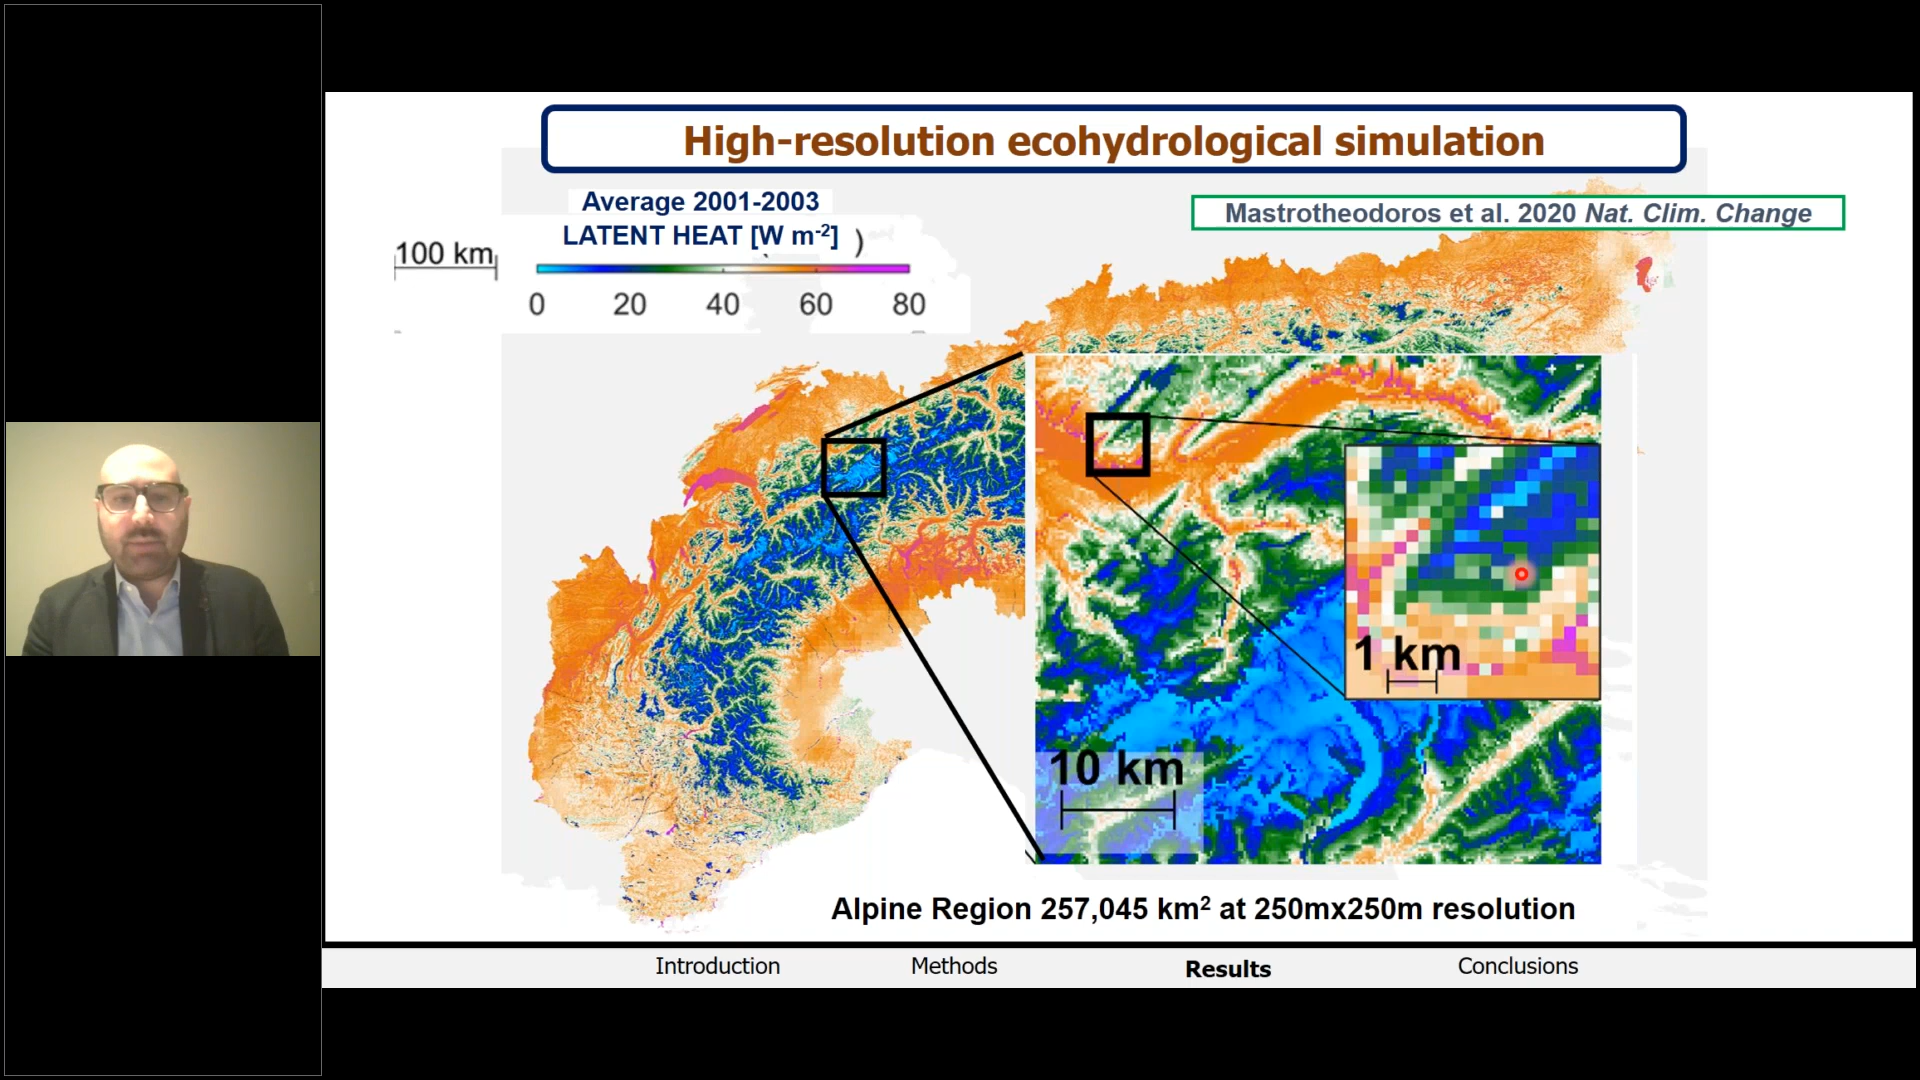 High-resolution ecohydrological simulation
Average 2001-2003
LATENT HEAT [W m-2] )
Mastrotheodoros et al. 2020 Nat. Clim. Change
100 km
0 20 40 60 80
1 km
10 km
Alpine Region 257,045 km2 at 250mx250m resolution
Introduction Methods Results Conclusions